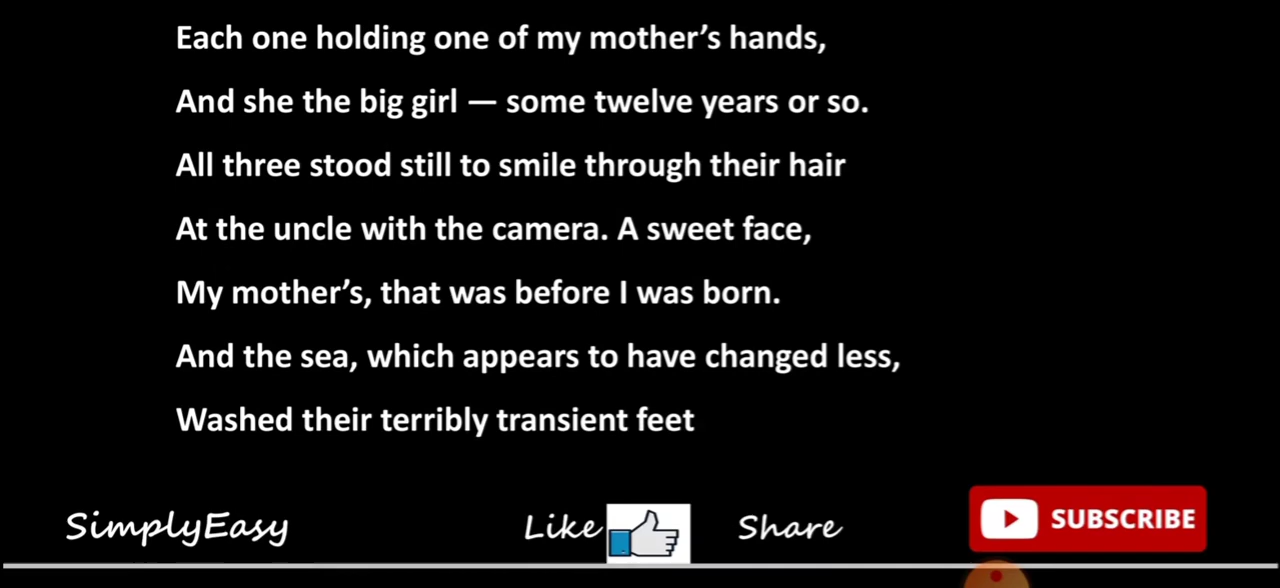 Each one holding one of my mother's hands,
And she the big girl — some twelve years or so.
All three stood still to smile through their hair
At the uncle with the camera. A sweet face,
My mother's, that was before I was born.
And the sea, which appears to have changed less,
Washed their terribly transient feet
SimplyEasy Like Share SUBSCRIBE